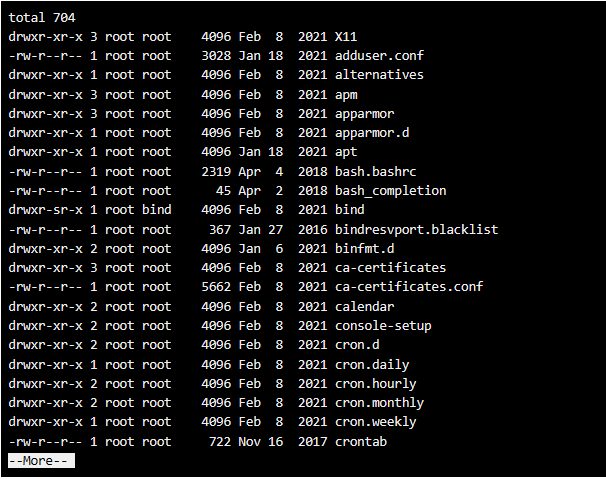 total 704
drwxr-xr-x 3 root root    4096 Feb  8  2021 X11
-rw-r--r-- 1 root root    3028 Jan 18  2021 adduser.conf
drwxr-xr-x 1 root root    4096 Feb  8  2021 alternatives
drwxr-xr-x 3 root root    4096 Feb  8  2021 apm
drwxr-xr-x 3 root root    4096 Feb  8  2021 apparmor
drwxr-xr-x 1 root root    4096 Feb  8  2021 apparmor.d
drwxr-xr-x 1 root root    4096 Jan 18  2021 apt
-rw-r--r-- 1 root root    2319 Apr  4  2018 bash.bashrc
-rw-r--r-- 1 root root      45 Apr  2  2018 bash_completion
drwxr-sr-x 1 root bind    4096 Feb  8  2021 bind
-rw-r--r-- 1 root root     367 Jan 27  2016 bindresvport.blacklist
drwxr-xr-x 2 root root    4096 Jan  6  2021 binfmt.d
drwxr-xr-x 3 root root    4096 Feb  8  2021 ca-certificates
-rw-r--r-- 1 root root    5662 Feb  8  2021 ca-certificates.conf
drwxr-xr-x 2 root root    4096 Feb  8  2021 calendar
drwxr-xr-x 2 root root    4096 Feb  8  2021 console-setup
drwxr-xr-x 2 root root    4096 Feb  8  2021 cron.d
drwxr-xr-x 1 root root    4096 Feb  8  2021 cron.daily
drwxr-xr-x 2 root root    4096 Feb  8  2021 cron.hourly
drwxr-xr-x 2 root root    4096 Feb  8  2021 cron.monthly
drwxr-xr-x 1 root root    4096 Feb  8  2021 cron.weekly
-rw-r--r-- 1 root root     722 Nov 16  2017 crontab
--More--